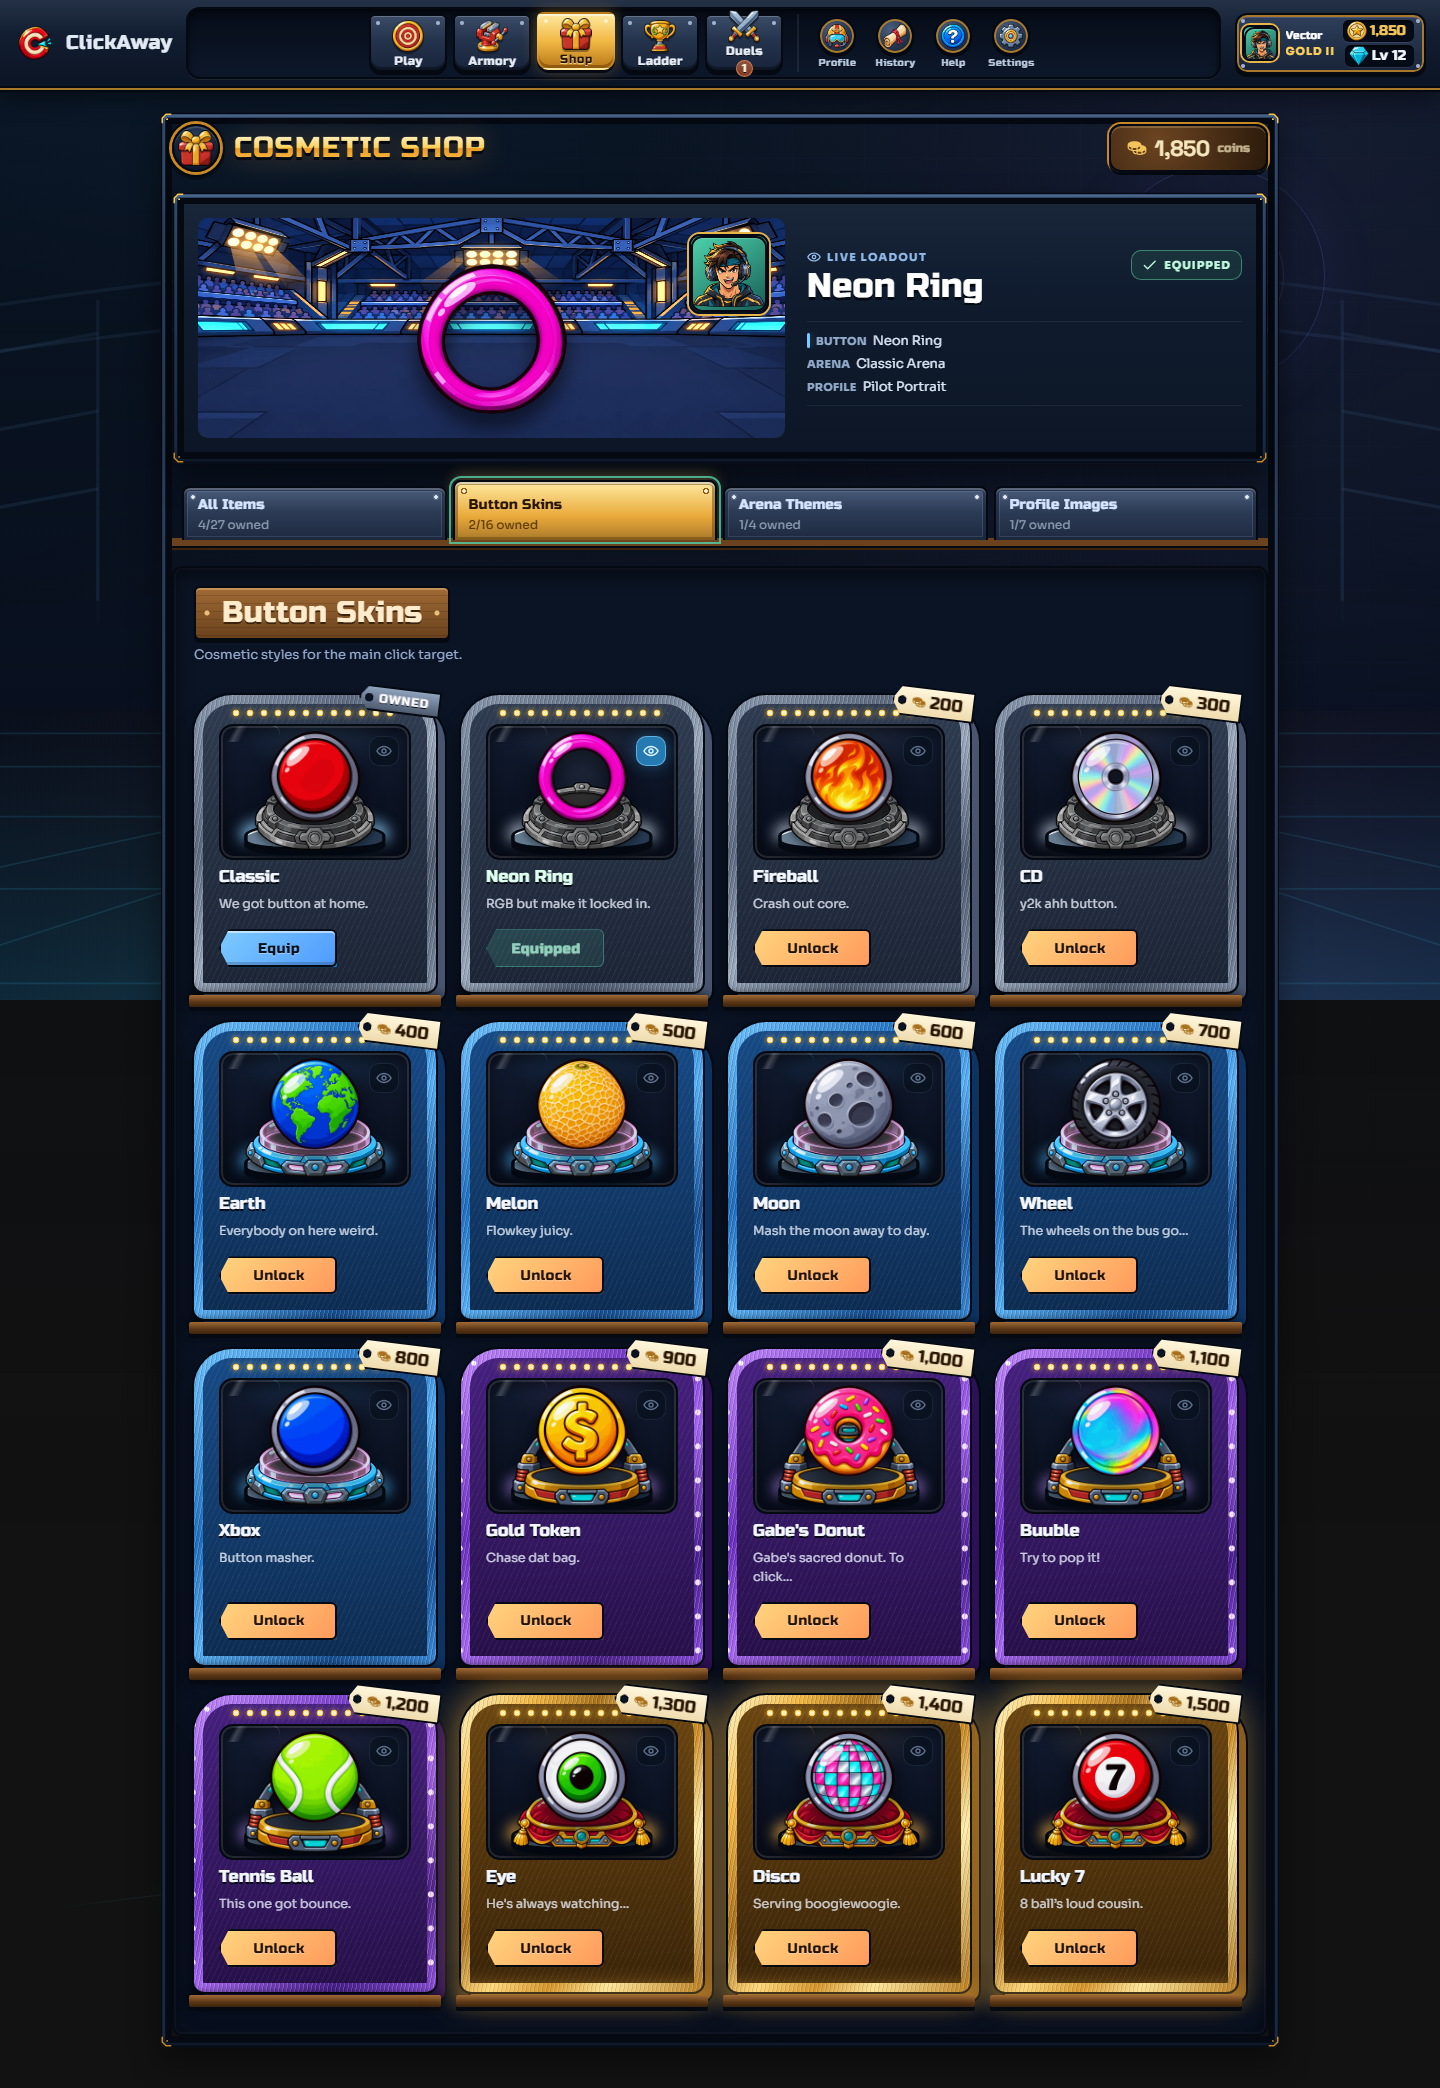 ClickAway
Play
Armory
Shop
Ladder
Duels
1
Profile
History
Help
Settings
Vector
GOLD II
1,850
Lv 12
COSMETIC SHOP
1,850 coins
LIVE LOADOUT
Neon Ring
EQUIPPED
BUTTON Neon Ring
ARENA Classic Arena
PROFILE Pilot Portrait
All Items
4/27 owned
Button Skins
2/16 owned
Arena Themes
1/4 owned
Profile Images
1/7 owned
Button Skins
Cosmetic styles for the main click target.
OWNED
Classic
We got button at home.
Equip
Neon Ring
RGB but make it locked in.
Equipped
200
Fireball
Crash out core.
Unlock
300
CD
y2k ahh button.
Unlock
400
Earth
Everybody on here weird.
Unlock
500
Melon
Flowkey juicy.
Unlock
600
Moon
Mash the moon away to day.
Unlock
700
Wheel
The wheels on the bus go...
Unlock
800
Xbox
Button masher.
Unlock
900
$
Gold Token
Chase dat bag.
Unlock
1,000
Gabe's Donut
Gabe's sacred donut. To
click...
Unlock
1,100
Buuble
Try to pop it!
Unlock
1,200
Tennis Ball
This one got bounce.
Unlock
1,300
Eye
He's always watching...
Unlock
1,400
Disco
Serving boogiewoogie.
Unlock
1,500
7
Lucky 7
8 ball's loud cousin.
Unlock